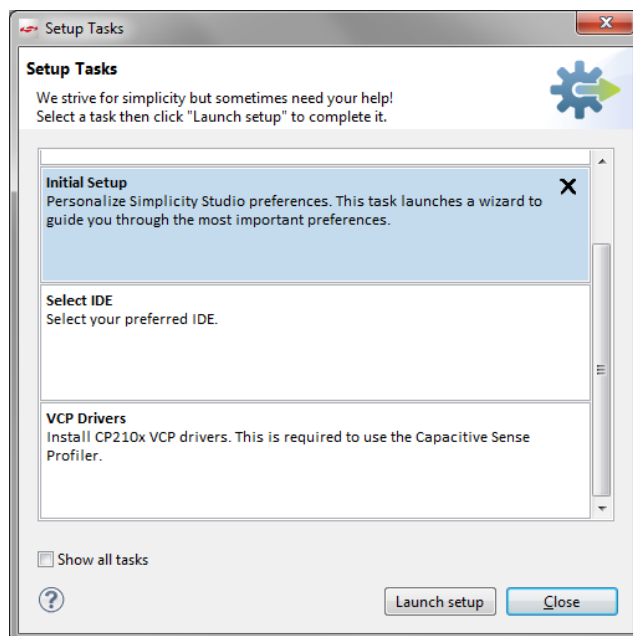 Setup Tasks
Setup Tasks
We strive for simplicity but sometimes need your help!
Select a task then click "Launch setup" to complete it.
Initial Setup
Personalize Simplicity Studio preferences. This task launches a wizard to
guide you through the most important preferences.
Select IDE
Select your preferred IDE.
VCP Drivers
Install CP210x VCP drivers. This is required to use the Capacitive Sense
Profiler.
Show all tasks
Launch setup
Close